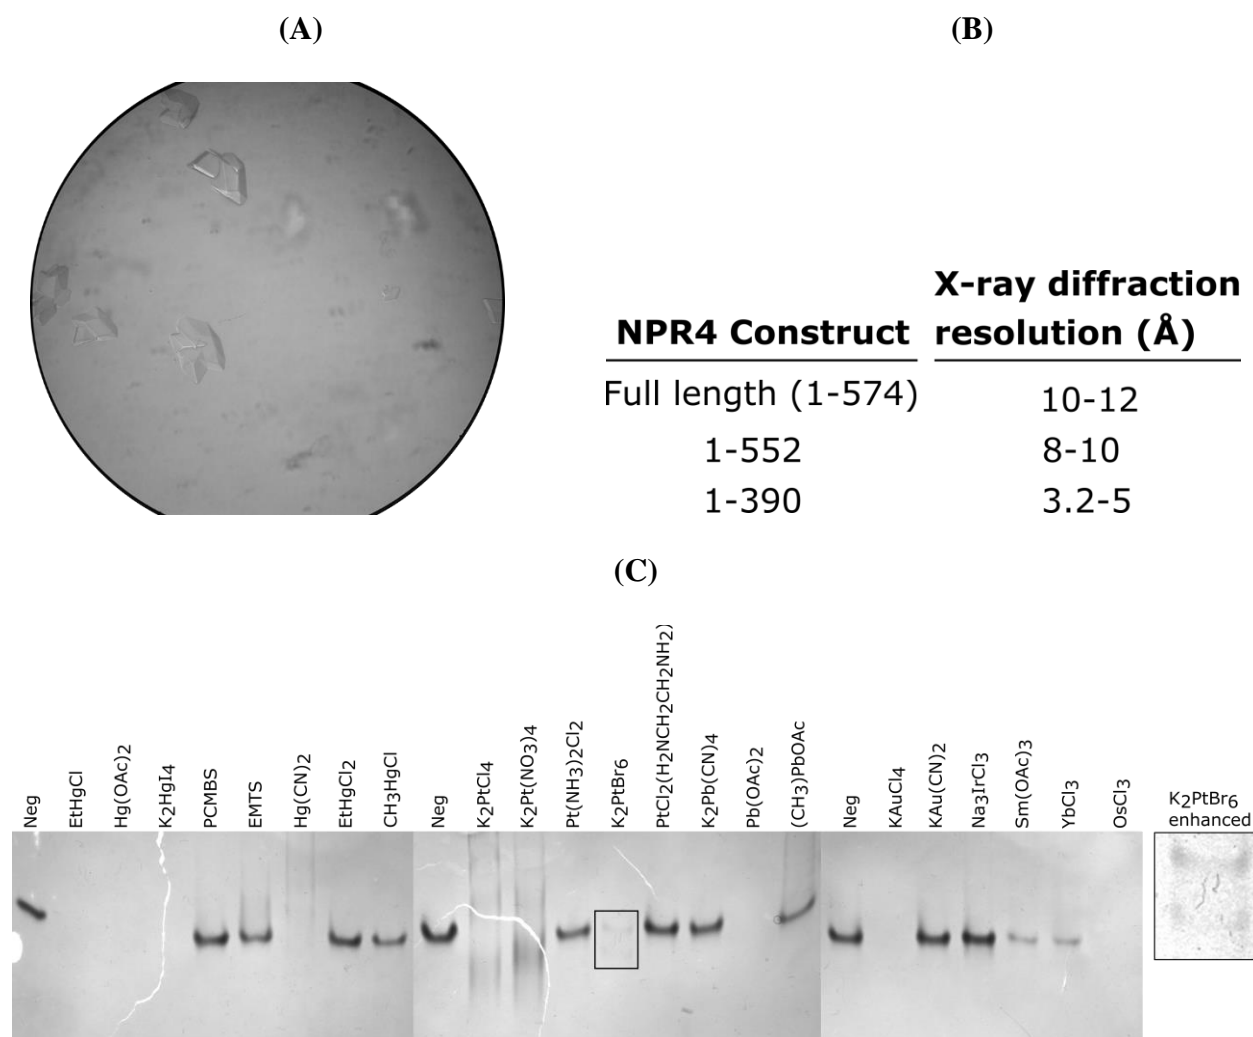 (A)
(B)
NPR4 Construct
X-ray diffraction
resolution (Å)
Full length (1-574)
10-12
1-552
8-10
1-390
3.2-5
(C)
Neg
EtHgCl
Hg(OAc)2
K2HgI4
PCMBS
EMTS
Hg(CN)2
EtHgCl2
CH3HgCl
Neg
K2PtCl4
K2Pt(NO3)4
Pt(NH3)2Cl2
K2PtBr6
PtCl2(H2NCH2CH2NH2)
K2Pb(CN)4
Pb(OAc)2
(CH3)PbOAc
Neg
KAuCl4
KAu(CN)2
Na3IrCl3
Sm(OAc)3
YbCl3
OsCl3
K2PtBr6
enhanced